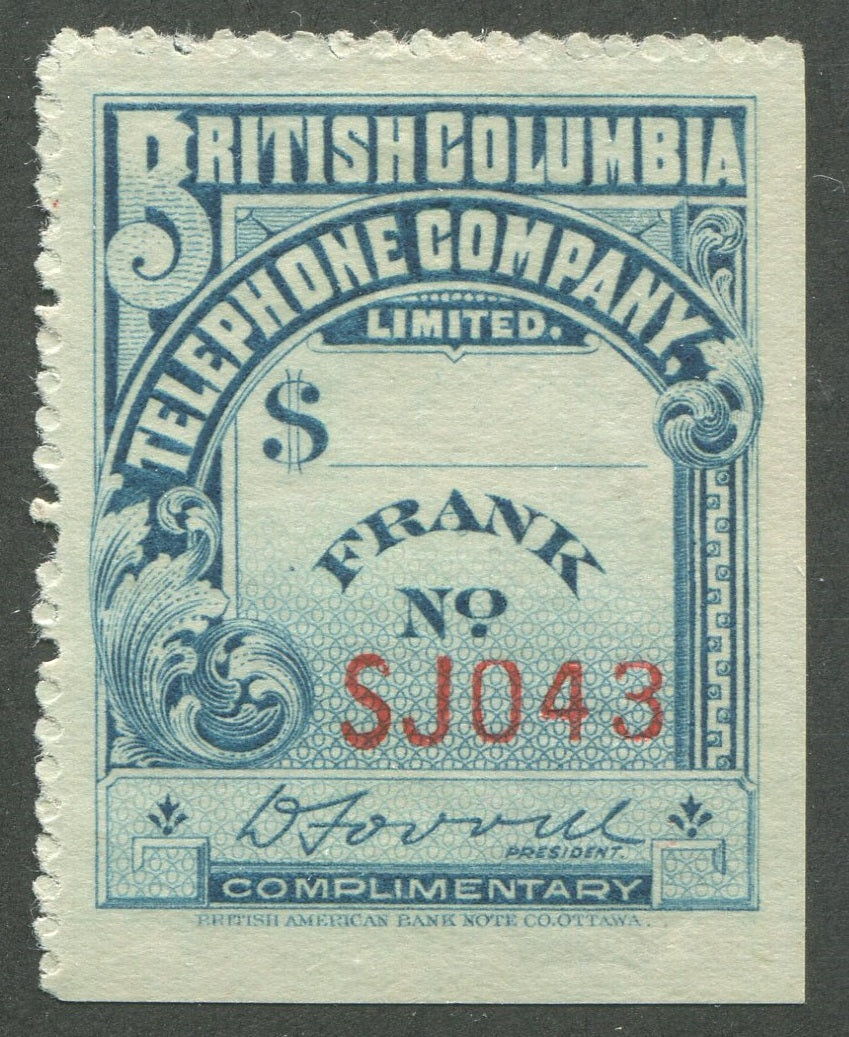 BRITISH COLUMBIA
TELEPHONE COMPANY,
LIMITED.
$
FRANK
No
SJ043
PRESIDENT.
COMPLIMENTARY
BRITISH AMERICAN BANK NOTE CO. OTTAWA.